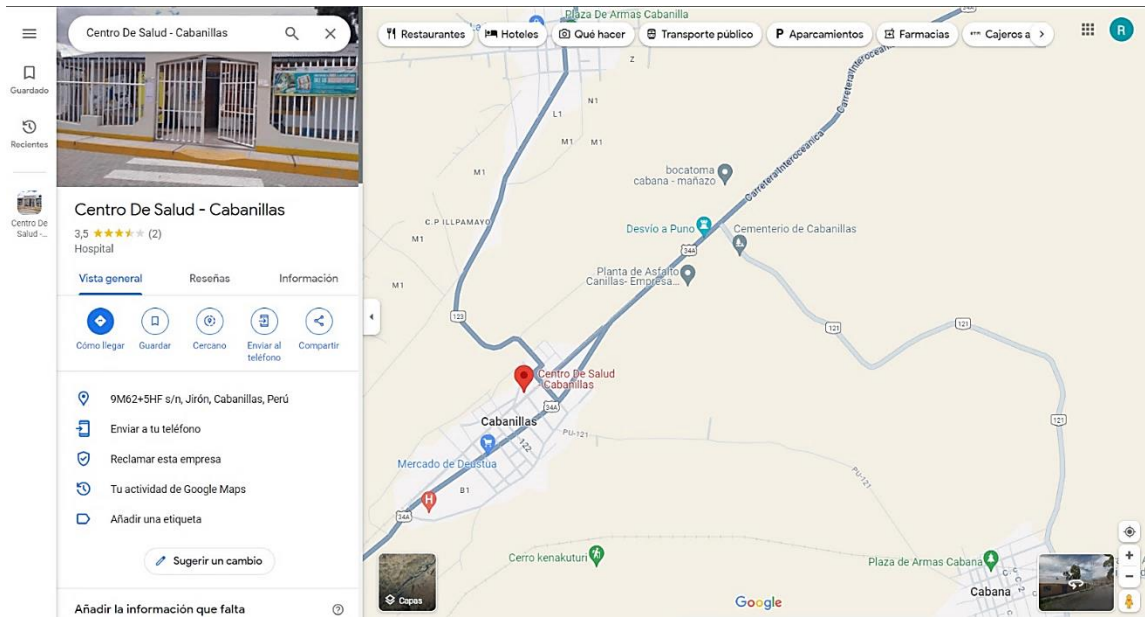 Centro De Salud - Cabanillas
Guardado
Recientes
Centro De
Salud -...
Centro De Salud - Cabanillas
3,5 (2)
Hospital
Vista general
Reseñas
Información
Cómo llegar
Guardar
Cercano
Enviar al
teléfono
Compartir
9M62+5HF s/n, Jirón, Cabanillas, Perú
Enviar a tu teléfono
Reclamar esta empresa
Tu actividad de Google Maps
Añadir una etiqueta
Sugerir un cambio
Añadir la información que falta
Restaurantes
Hoteles
Qué hacer
Transporte público
P Aparcamientos
Farmacias
Cajeros a
R
Plaza De Armas Cabanilla
34A
Z
N1
L1
M1
M1
M1
Carretera Interoceanica
Carretera Interoceanica
bocatoma
cabana - mañazo
C.P ILLPAMAYO
M1
Desvío a Puno
Cementerio de Cabanillas
34A
Planta de Asfalto
Canillas- Empresa...
M1
123
121
121
Centro De Salud
Cabanillas
34A
Cabanillas
121
PU-121
122
Mercado de Deustua
PU-121
B1
H
34A
Cerro kenakuturi
Plaza de Armas Cabana
Cabana
C. C2
Capas
Google